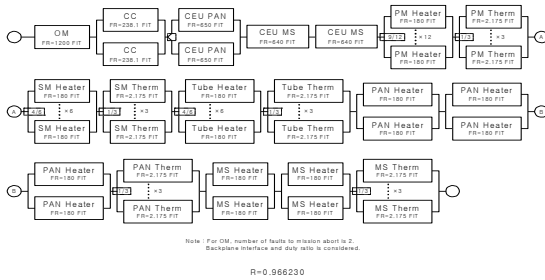 OM
FR=1200 FIT
CC
FR=238.1 FIT
CC
FR=238.1 FIT
CEU PAN
FR=650 FIT
CEU PAN
FR=650 FIT
CEU MS
FR=640 FIT
CEU MS
FR=640 FIT
PM Heater
FR=180 FIT
9/12
×12
PM Heater
FR=180 FIT
PM Therm
FR=2.175 FIT
1/3
×3
PM Therm
FR=2.175 FIT
A
A
SM Heater
FR=180 FIT
4/6
×6
SM Heater
FR=180 FIT
SM Therm
FR=2.175 FIT
1/3
×3
SM Therm
FR=2.175 FIT
Tube Heater
FR=180 FIT
4/6
×6
Tube Heater
FR=180 FIT
Tube Therm
FR=2.175 FIT
1/3
×3
Tube Therm
FR=2.175 FIT
PAN Heater
FR=180 FIT
PAN Heater
FR=180 FIT
PAN Heater
FR=180 FIT
PAN Heater
FR=180 FIT
B
B
PAN Heater
FR=180 FIT
PAN Heater
FR=180 FIT
PAN Therm
FR=2.175 FIT
1/3
×3
PAN Therm
FR=2.175 FIT
MS Heater
FR=180 FIT
MS Heater
FR=180 FIT
MS Heater
FR=180 FIT
MS Heater
FR=180 FIT
MS Therm
FR=2.175 FIT
1/3
×3
MS Therm
FR=2.175 FIT
Note : For OM, number of faults to mission abort is 2.
Backplane interface and duty ratio is considered.
R=0.966230